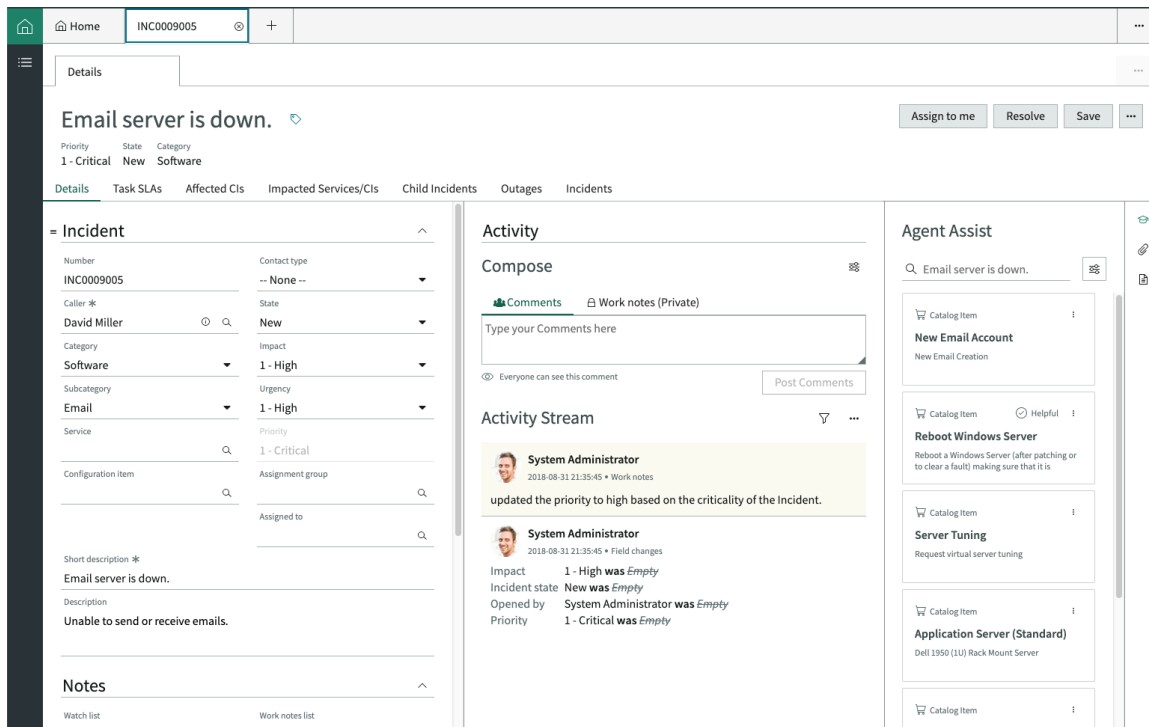 Home
INC0009005
Details
Email server is down.
Assign to me
Resolve
Save
Priority
State
Category
1 - Critical
New
Software
Details
Task SLAs
Affected CIs
Impacted Services/CIs
Child Incidents
Outages
Incidents
Incident
Number
INC0009005
Contact type
-- None --
Caller
David Miller
State
New
Category
Software
Impact
1 - High
Subcategory
Email
Urgency
1 - High
Service
Priority
1 - Critical
Configuration item
Assignment group
Assigned to
Short description
Email server is down.
Description
Unable to send or receive emails.
Notes
Watch list
Work notes list
Activity
Compose
Comments
Work notes (Private)
Type your Comments here
Everyone can see this comment
Post Comments
Activity Stream
System Administrator
2018-08-31 21:35:45 • Work notes
updated the priority to high based on the criticality of the Incident.
System Administrator
2018-08-31 21:35:45 • Field changes
Impact 1 - High was Empty
Incident state New was Empty
Opened by System Administrator was Empty
Priority 1 - Critical was Empty
Agent Assist
Email server is down.
Catalog Item
New Email Account
New Email Creation
Catalog Item
Helpful
Reboot Windows Server
Reboot a Windows Server (after patching or
to clear a fault) making sure that it is
Catalog Item
Server Tuning
Request virtual server tuning
Catalog Item
Application Server (Standard)
Dell 1950 (1U) Rack Mount Server
Catalog Item